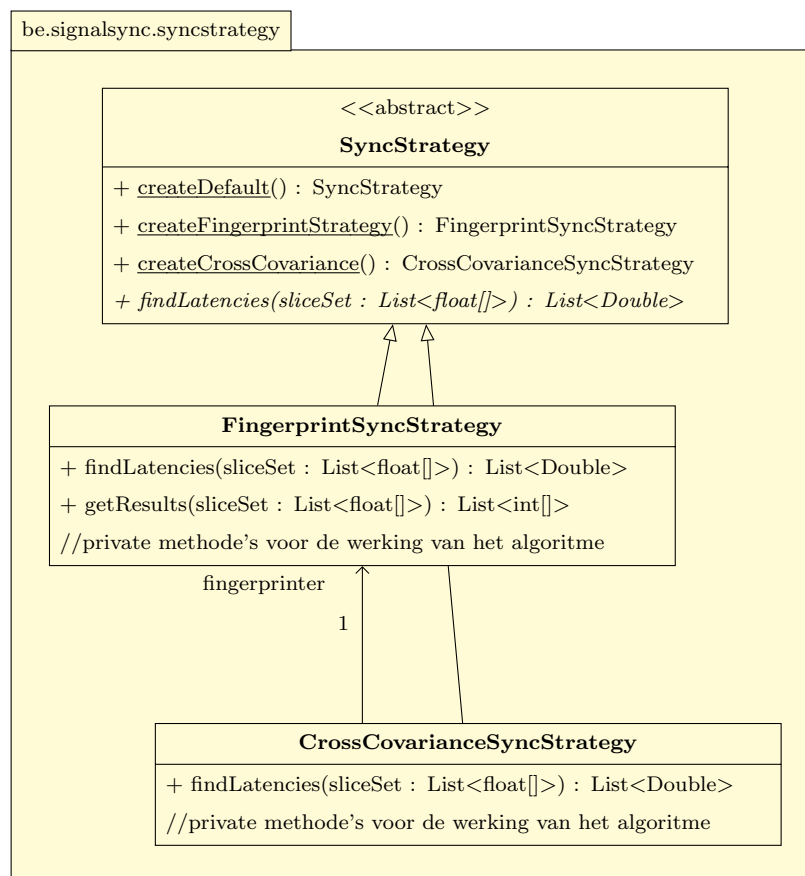 be.signalsync.syncstrategy
<<abstract>>
SyncStrategy
+ createDefault() : SyncStrategy
+ createFingerprintStrategy() : FingerprintSyncStrategy
+ createCrossCovariance() : CrossCovarianceSyncStrategy
+ findLatencies(sliceSet : List<float[]>) : List<Double>
FingerprintSyncStrategy
+ findLatencies(sliceSet : List<float[]>) : List<Double>
+ getResults(sliceSet : List<float[]>) : List<int[]>
//private methode's voor de werking van het algoritme
fingerprinter
1
CrossCovarianceSyncStrategy
+ findLatencies(sliceSet : List<float[]>) : List<Double>
//private methode's voor de werking van het algoritme